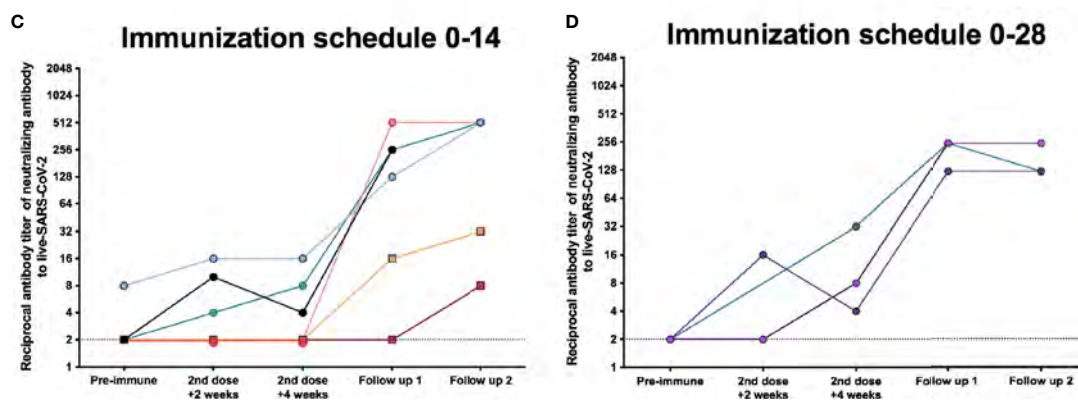 C
Immunization schedule 0-14
Reciprocal antibody titer of neutralizing antibody
to live-SARS-CoV-2
2048
1024
512
256
128
64
32
16
8
4
2
1
Pre-immune
2nd dose
+2 weeks
2nd dose
+4 weeks
Follow up 1
Follow up 2
D
Immunization schedule 0-28
Reciprocal antibody titer of neutralizing antibody
to live-SARS-CoV-2
2048
1024
512
256
128
64
32
16
8
4
2
1
Pre-immune
2nd dose
+2 weeks
2nd dose
+4 weeks
Follow up 1
Follow up 2